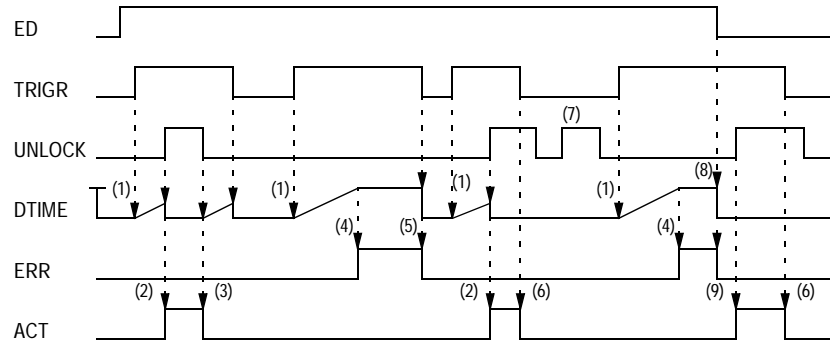 ED
TRIGR
(7)
UNLOCK
(8)
(1) (1) (1) (1)
DTIME
(4) (5) (4)
ERR
(2) (3) (2) (6) (9) (6)
ACT